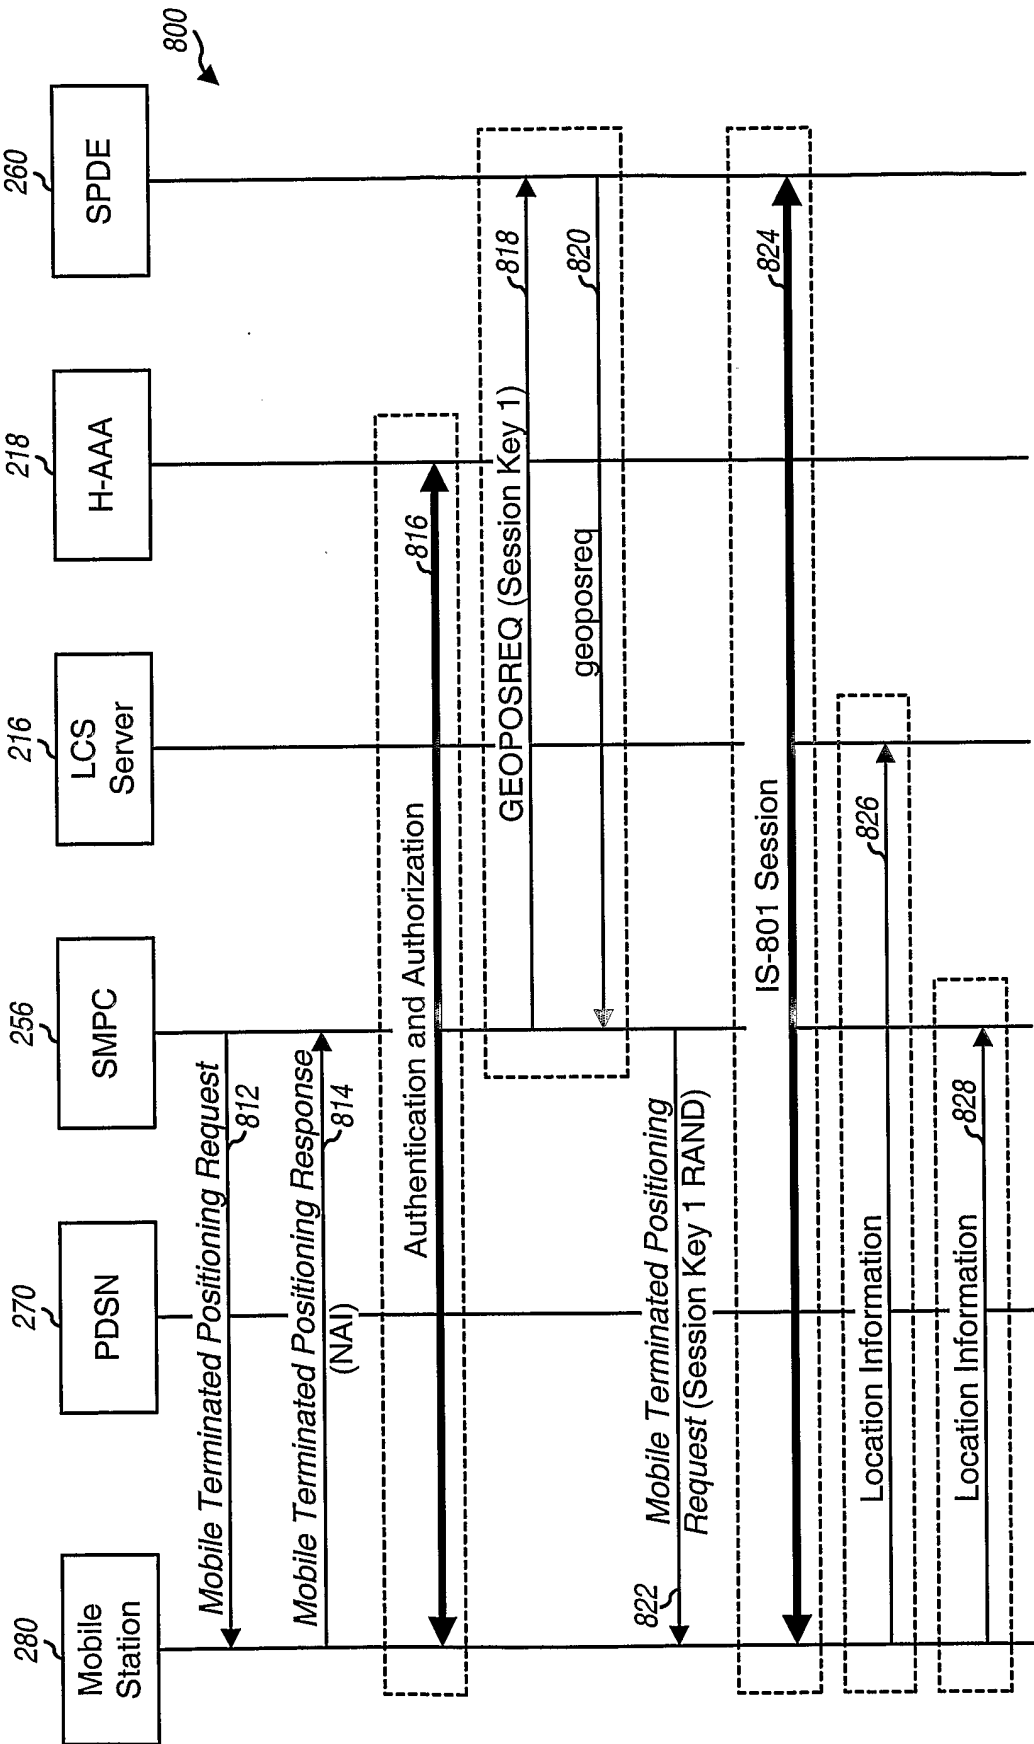 800
280
Mobile
Station
270
PDSN
256
SMPC
216
LCS
Server
218
H-AAA
260
SPDE
Mobile Terminated Positioning Request
812
Mobile Terminated Positioning Response
(NAI)
814
Authentication and Authorization
816
GEOPOSREQ (Session Key 1)
818
geoposreq
820
Mobile Terminated Positioning
Request (Session Key 1 RAND)
822
IS-801 Session
824
Location Information
826
Location Information
828